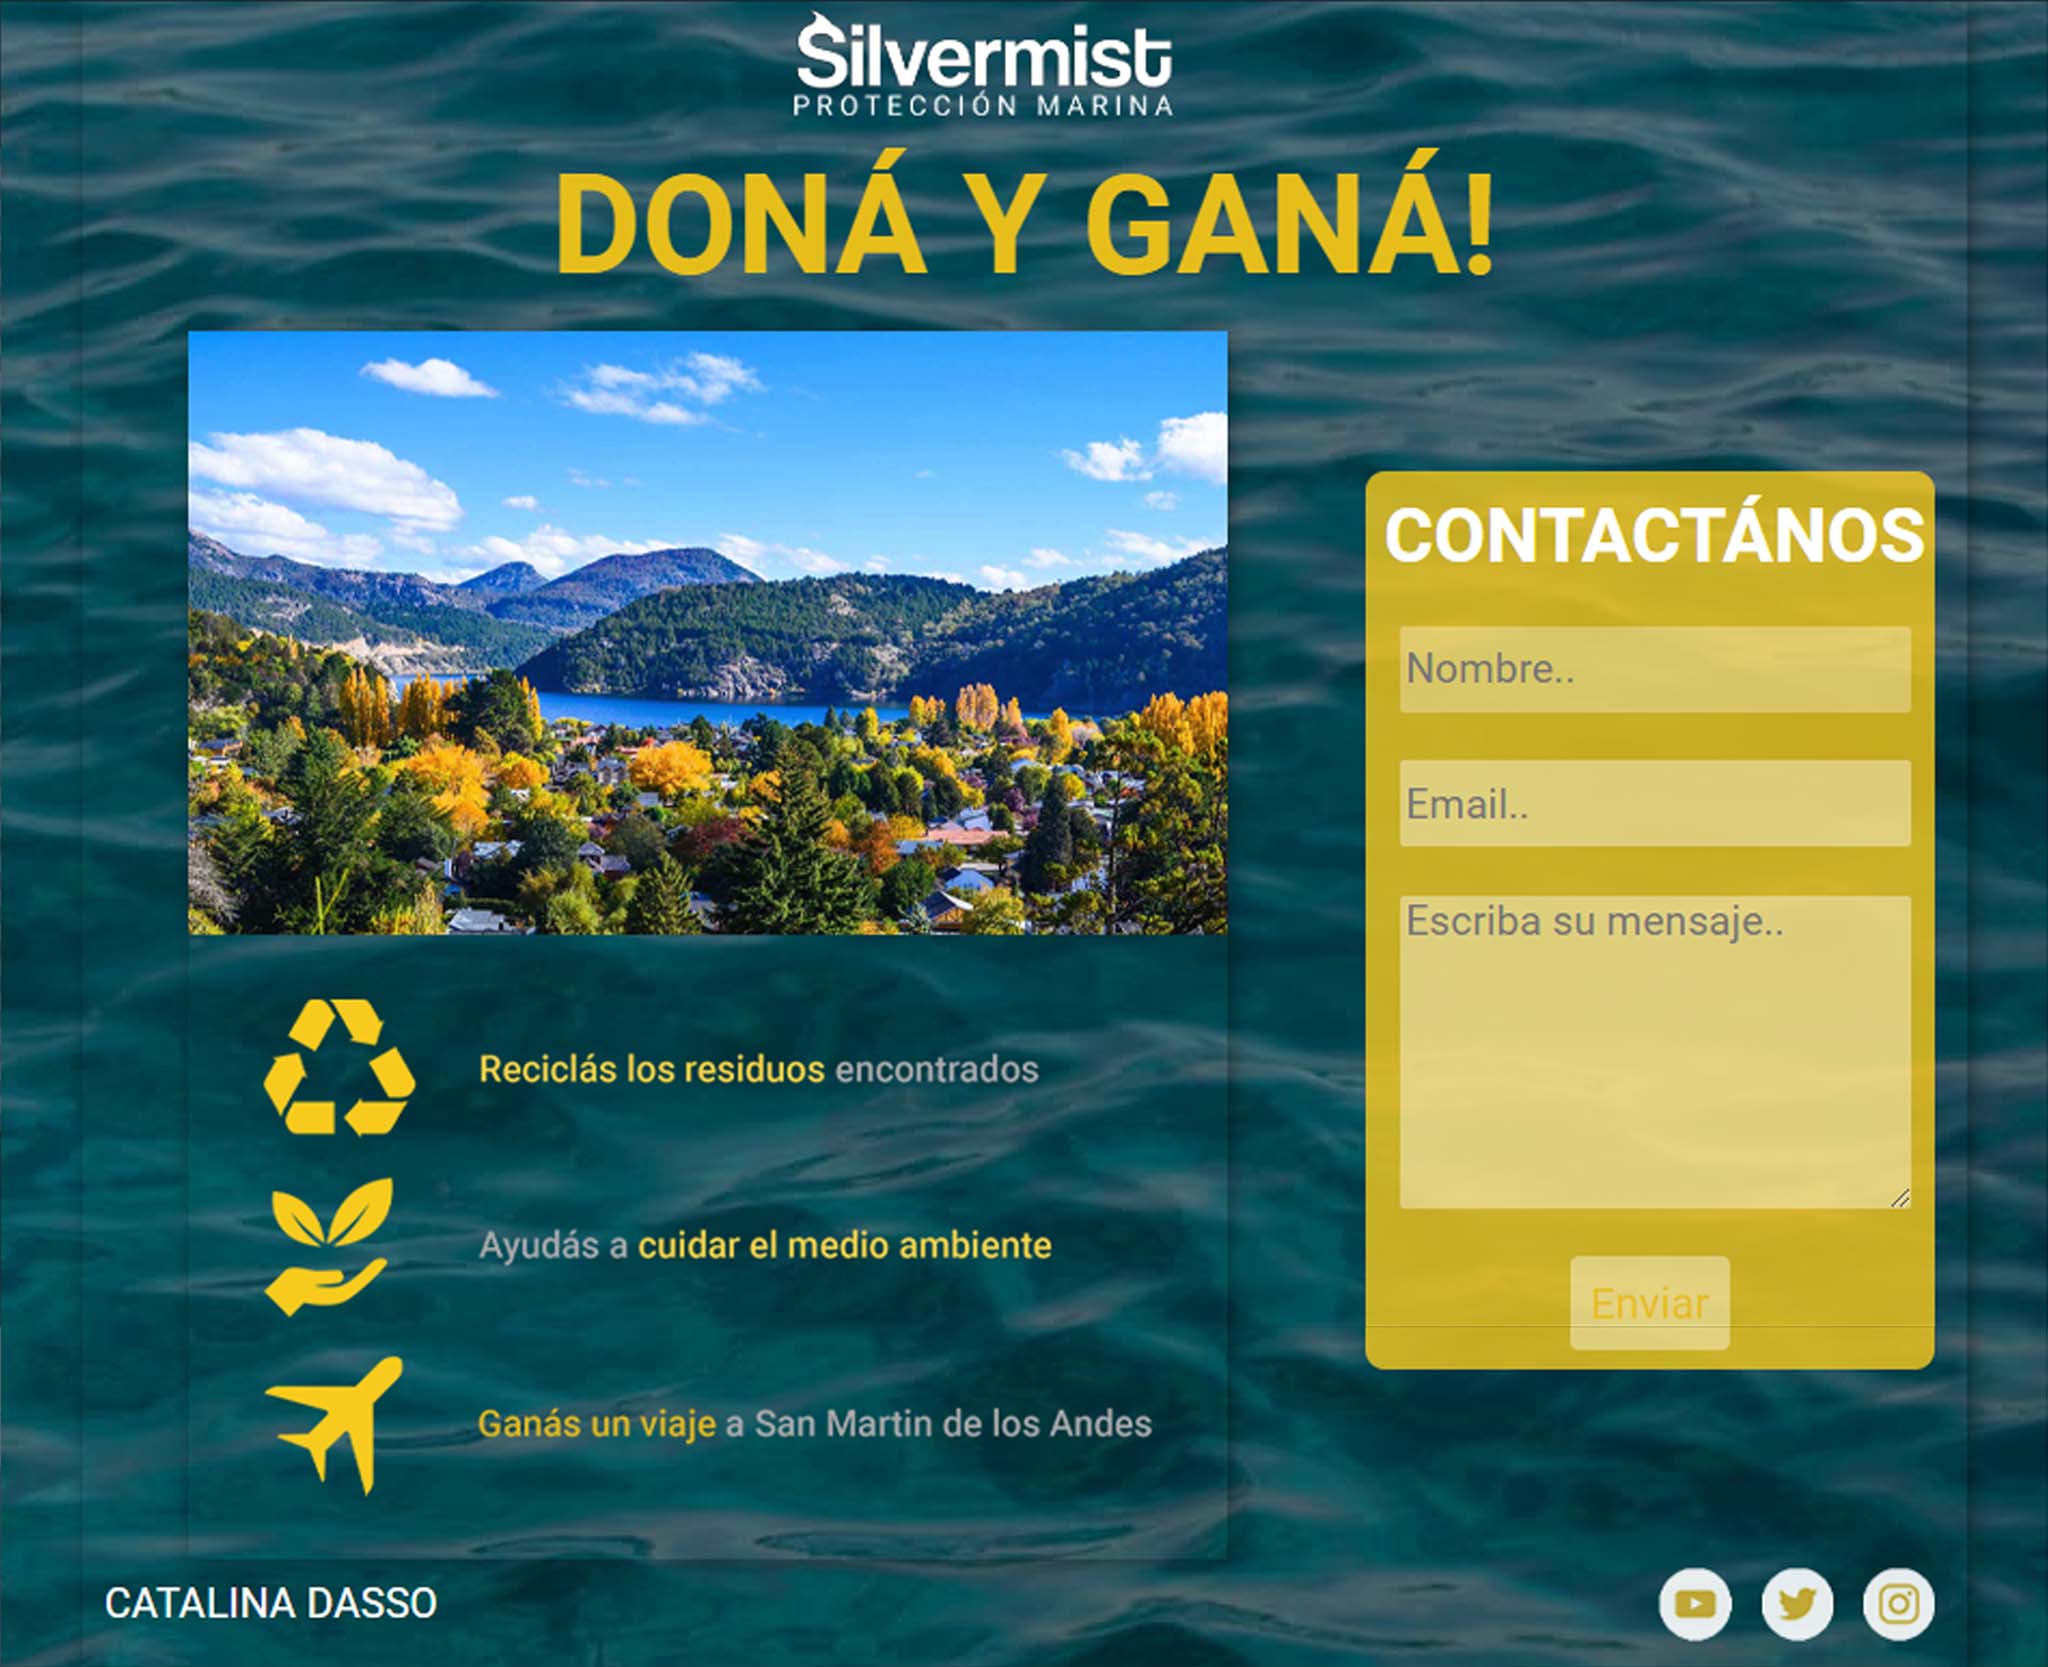 Silvermist
PROTECCIÓN MARINA
DONÁ Y GANÁ!
CONTACTÁNOS
Nombre..
Email..
Escriba su mensaje..
Enviar
Reciclás los residuos encontrados
Ayudás a cuidar el medio ambiente
Ganás un viaje a San Martin de los Andes
CATALINA DASSO